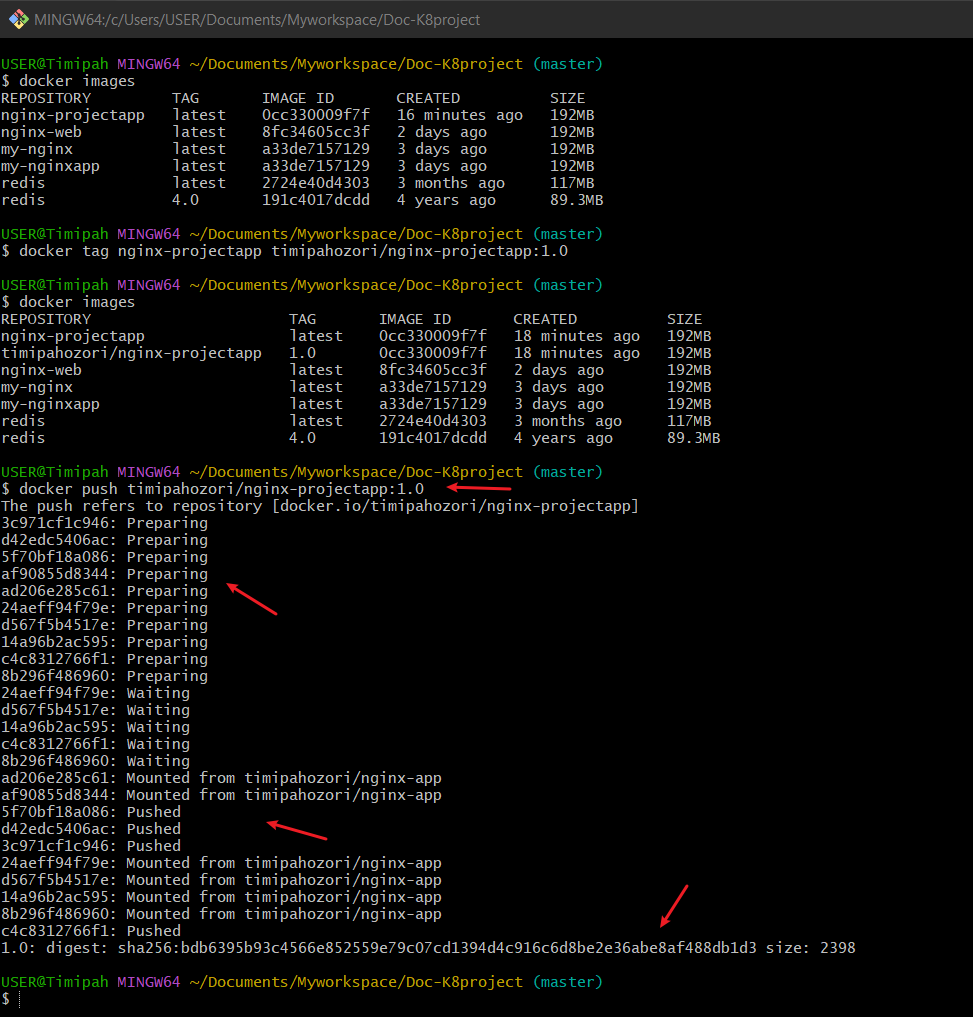 MINGW64:/c/Users/USER/Documents/Myworkspace/Doc-K8project
USER@Timipah MINGW64 ~/Documents/Myworkspace/Doc-K8project (master)
$ docker images
REPOSITORY TAG IMAGE ID CREATED SIZE
nginx-projectapp latest 0cc330009f7f 16 minutes ago 192MB
nginx-web latest 8fc34605cc3f 2 days ago 192MB
my-nginx latest a33de7157129 3 days ago 192MB
my-nginxapp latest a33de7157129 3 days ago 192MB
redis latest 2724e40d4303 3 months ago 117MB
redis 4.0 191c4017dcdd 4 years ago 89.3MB
USER@Timipah MINGW64 ~/Documents/Myworkspace/Doc-K8project (master)
$ docker tag nginx-projectapp timipahozori/nginx-projectapp:1.0
USER@Timipah MINGW64 ~/Documents/Myworkspace/Doc-K8project (master)
$ docker images
REPOSITORY TAG IMAGE ID CREATED SIZE
nginx-projectapp latest 0cc330009f7f 18 minutes ago 192MB
timipahozori/nginx-projectapp 1.0 0cc330009f7f 18 minutes ago 192MB
nginx-web latest 8fc34605cc3f 2 days ago 192MB
my-nginx latest a33de7157129 3 days ago 192MB
my-nginxapp latest a33de7157129 3 days ago 192MB
redis latest 2724e40d4303 3 months ago 117MB
redis 4.0 191c4017dcdd 4 years ago 89.3MB
USER@Timipah MINGW64 ~/Documents/Myworkspace/Doc-K8project (master)
$ docker push timipahozori/nginx-projectapp:1.0
The push refers to repository [docker.io/timipahozori/nginx-projectapp]
3c971cf1c946: Preparing
d42edc5406ac: Preparing
5f70bf18a086: Preparing
af90855d8344: Preparing
ad206e285c61: Preparing
24aeff94f79e: Preparing
d567f5b4517e: Preparing
14a96b2ac595: Preparing
c4c8312766f1: Preparing
8b296f486960: Preparing
24aeff94f79e: Waiting
d567f5b4517e: Waiting
14a96b2ac595: Waiting
c4c8312766f1: Waiting
8b296f486960: Waiting
ad206e285c61: Mounted from timipahozori/nginx-app
af90855d8344: Mounted from timipahozori/nginx-app
5f70bf18a086: Pushed
d42edc5406ac: Pushed
3c971cf1c946: Pushed
24aeff94f79e: Mounted from timipahozori/nginx-app
d567f5b4517e: Mounted from timipahozori/nginx-app
14a96b2ac595: Mounted from timipahozori/nginx-app
8b296f486960: Mounted from timipahozori/nginx-app
c4c8312766f1: Pushed
1.0: digest: sha256:bdb6395b93c4566e852559e79c07cd1394d4c916c6d8be2e36abe8af488db1d3 size: 2398
USER@Timipah MINGW64 ~/Documents/Myworkspace/Doc-K8project (master)
$